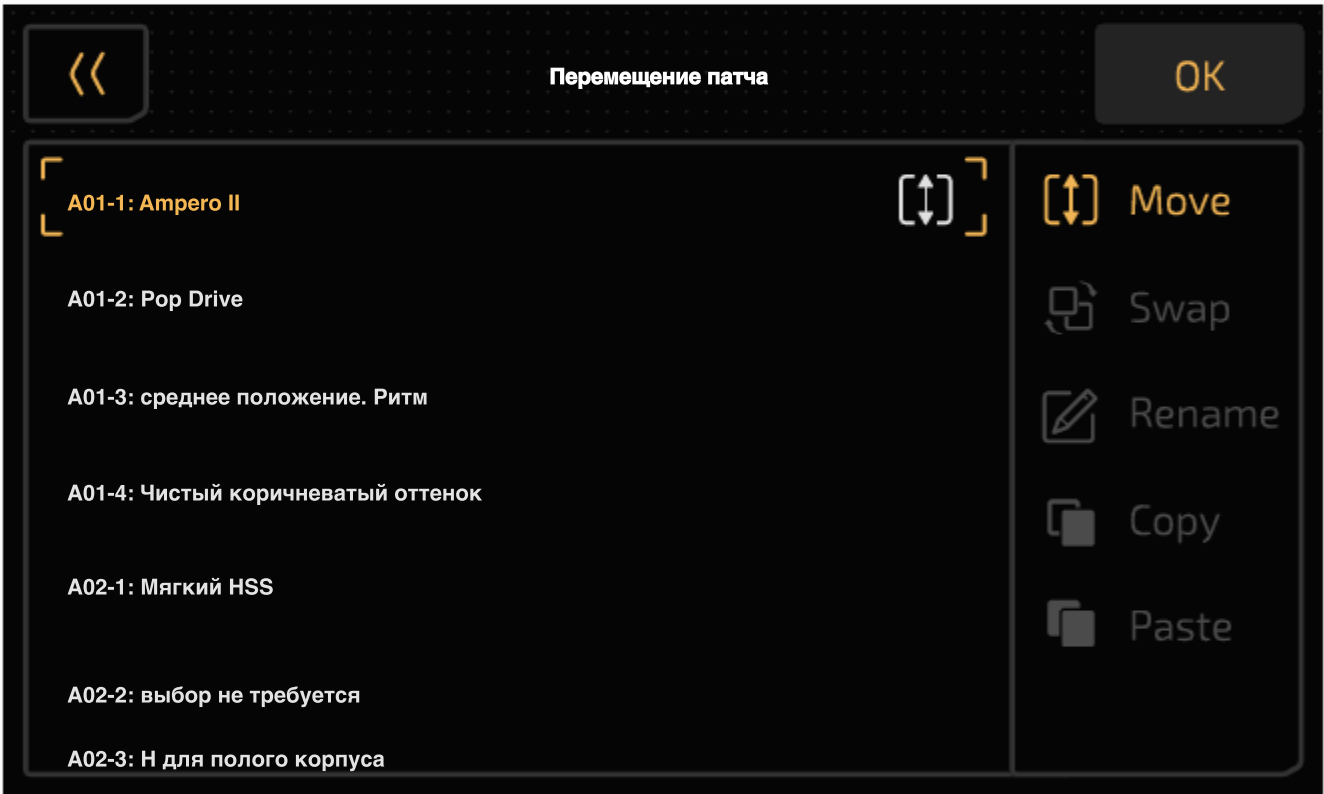 Перемещение патча
OK
A01-1: Ampero II
A01-2: Pop Drive
A01-3: среднее положение. Ритм
A01-4: Чистый коричневатый оттенок
A02-1: Мягкий HSS
A02-2: выбор не требуется
A02-3: Н для полого корпуса
Move
Swap
Rename
Copy
Paste